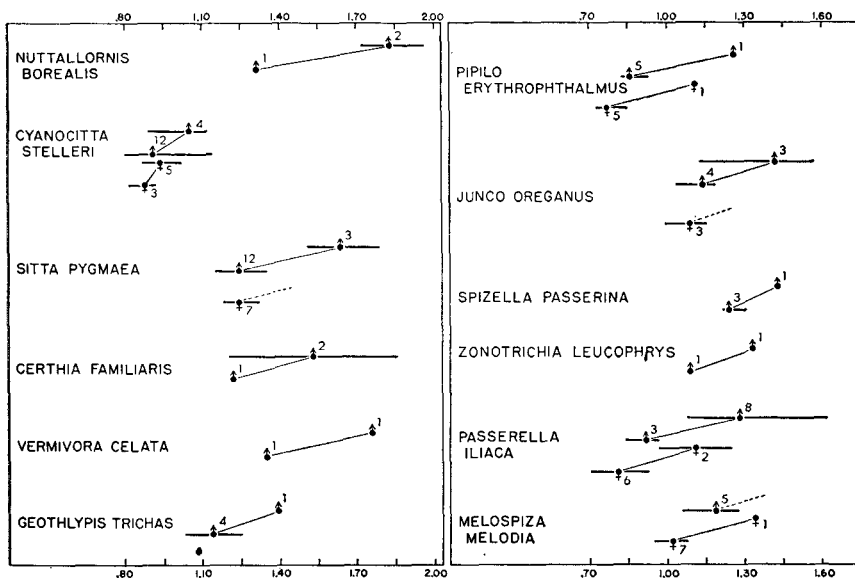 .80 1.10 1.40 1.70 2.00
NUTTALLORNIS
BOREALIS
2
1
CYANOCITTA
STELLERI
4
12
5
3
SITTA PYGMAEA
3
12
7
CERTHIA FAMILIARIS
2
1
VERMIVORA CELATA
1
1
GEOTHLYPIS TRICHAS
1
4
.80 1.10 1.40 1.70 2.00
.70 1.00 1.30 1.60
PIPILO
ERYTHROPHTHALMUS
1
5
1
5
JUNCO OREGANUS
3
4
3
SPIZELLA PASSERINA
1
3
ZONOTRICHIA LEUCOPHRYS
1
1
PASSERELLA
ILIACA
8
3
2
6
MELOSPIZA
MELODIA
5
1
7
.70 1.00 1.30 1.60